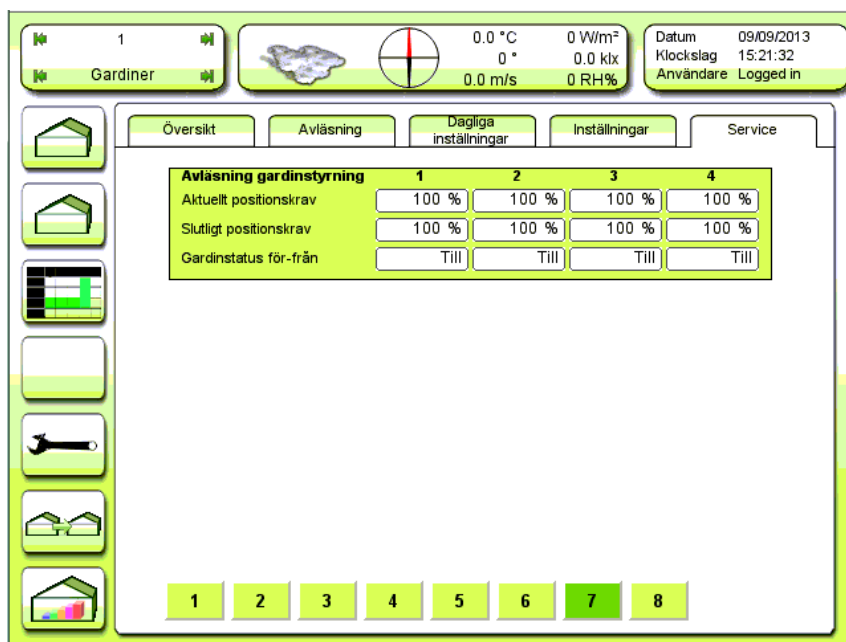 1
Gardiner
0.0 °C 0 W/m²
0 ° 0.0 klx
0.0 m/s 0 RH%
Datum 09/09/2013
Klockslag 15:21:32
Användare Logged in
Översikt Avläsning Dagliga inställningar Inställningar Service
Avläsning gardinstyrning 1 2 3 4
Aktuellt positionskrav 100 % 100 % 100 % 100 %
Slutligt positionskrav 100 % 100 % 100 % 100 %
Gardinstatus för-från Till Till Till Till
1 2 3 4 5 6 7 8